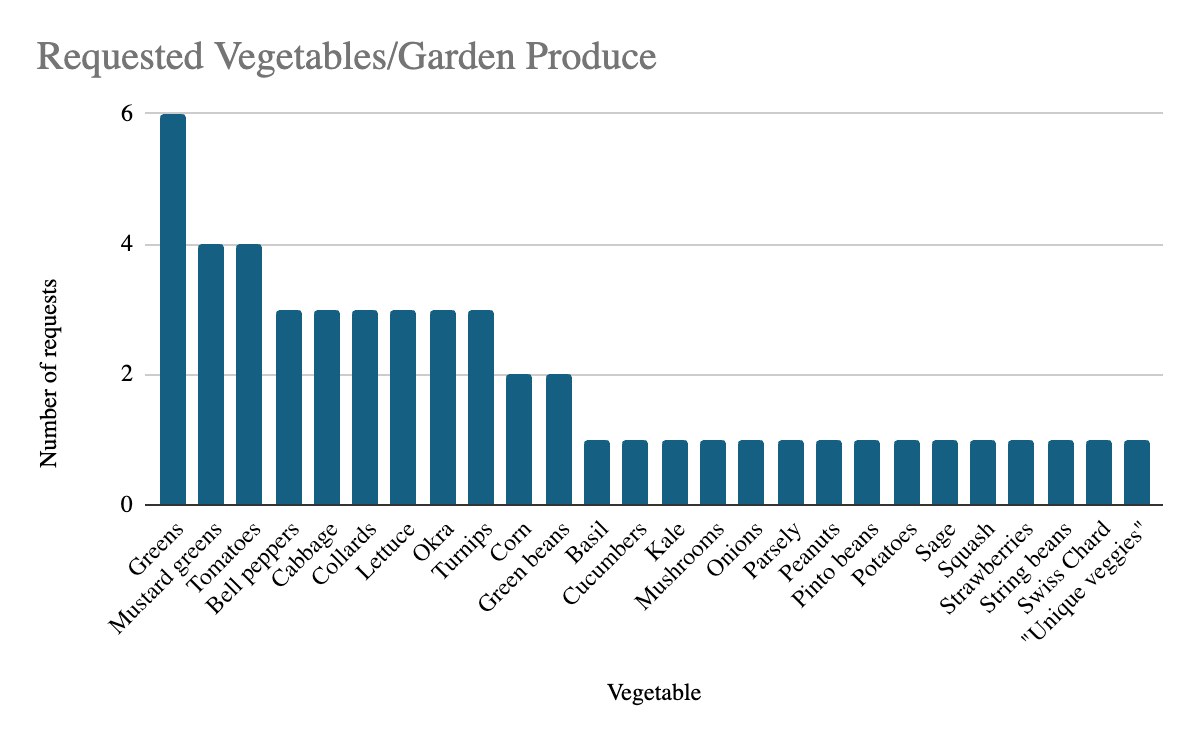 Requested Vegetables/Garden Produce
6
4
2
0
Number of requests
Greens
Mustard greens
Tomatoes
Bell peppers
Cabbage
Collards
Lettuce
Okra
Turnips
Corn
Green beans
Basil
Cucumbers
Kale
Mushrooms
Onions
Parsely
Peanuts
Pinto beans
Potatoes
Sage
Squash
Strawberries
String beans
Swiss Chard
"Unique veggies"
Vegetable